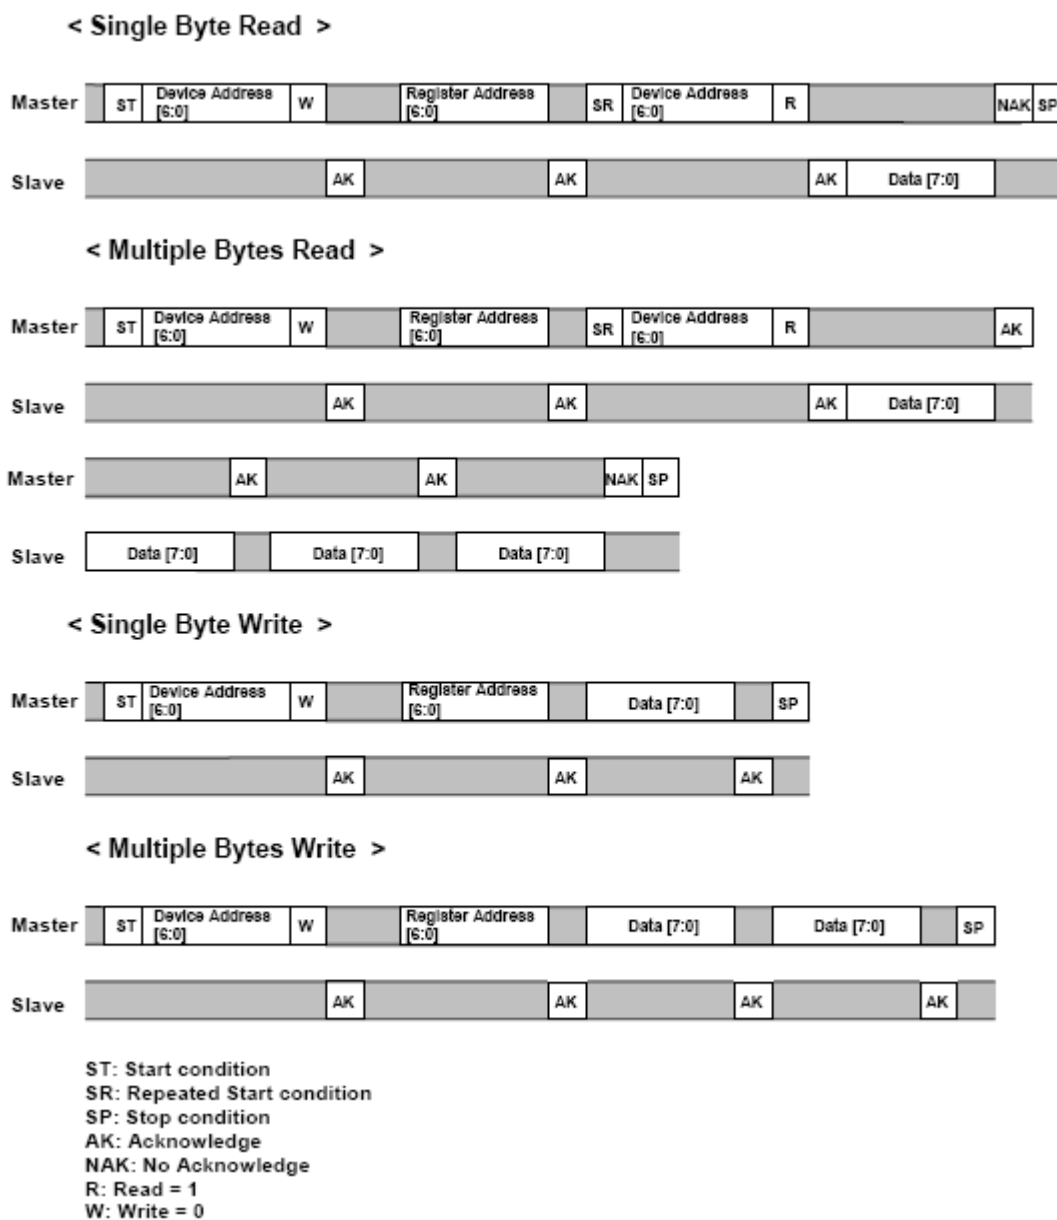 < Single Byte Read >
Master ST Device Address [6:0] W Register Address [6:0] SR Device Address [6:0] R NAK SP
Slave AK AK AK Data [7:0]
< Multiple Bytes Read >
Master ST Device Address [6:0] W Register Address [6:0] SR Device Address [6:0] R AK
Slave AK AK AK Data [7:0]
Master AK AK NAK SP
Slave Data [7:0] Data [7:0] Data [7:0]
< Single Byte Write >
Master ST Device Address [6:0] W Register Address [6:0] Data [7:0] SP
Slave AK AK AK
< Multiple Bytes Write >
Master ST Device Address [6:0] W Register Address [6:0] Data [7:0] Data [7:0] SP
Slave AK AK AK AK
ST: Start condition
SR: Repeated Start condition
SP: Stop condition
AK: Acknowledge
NAK: No Acknowledge
R: Read = 1
W: Write = 0